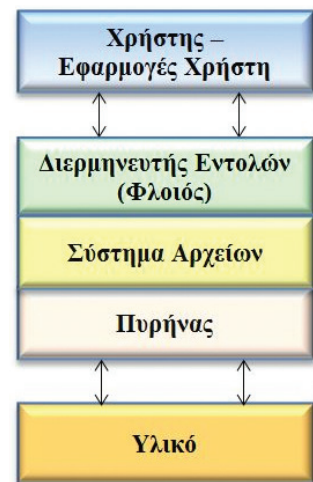 Χρήστης –
Εφαρμογές Χρήστη
Διερμηνευτής Εντολών
(Φλοιός)
Σύστημα Αρχείων
Πυρήνας
Υλικό